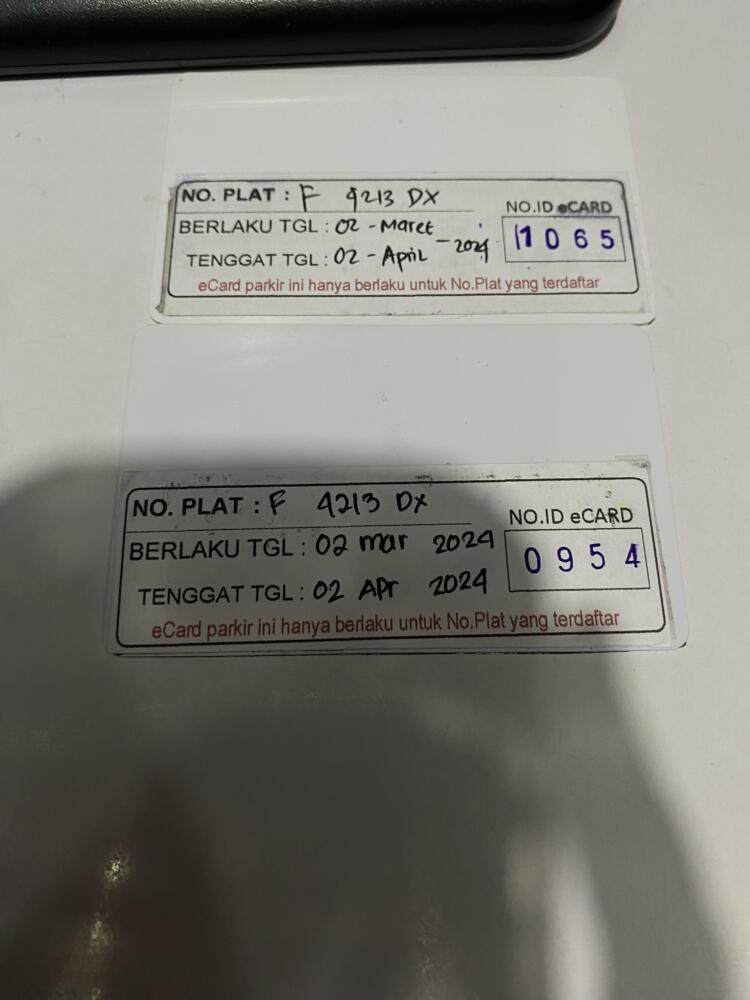 NO. PLAT : F 4213 DX
NO.ID eCARD
BERLAKU TGL : 02 - Maret
1065
TENGGAT TGL : 02 - April - 2024
eCard parkir ini hanya berlaku untuk No.Plat yang terdaftar
NO. PLAT : F 4213 DX
NO.ID eCARD
BERLAKU TGL : 02 mar 2024
0954
TENGGAT TGL : 02 Apr 2024
eCard parkir ini hanya berlaku untuk No.Plat yang terdaftar